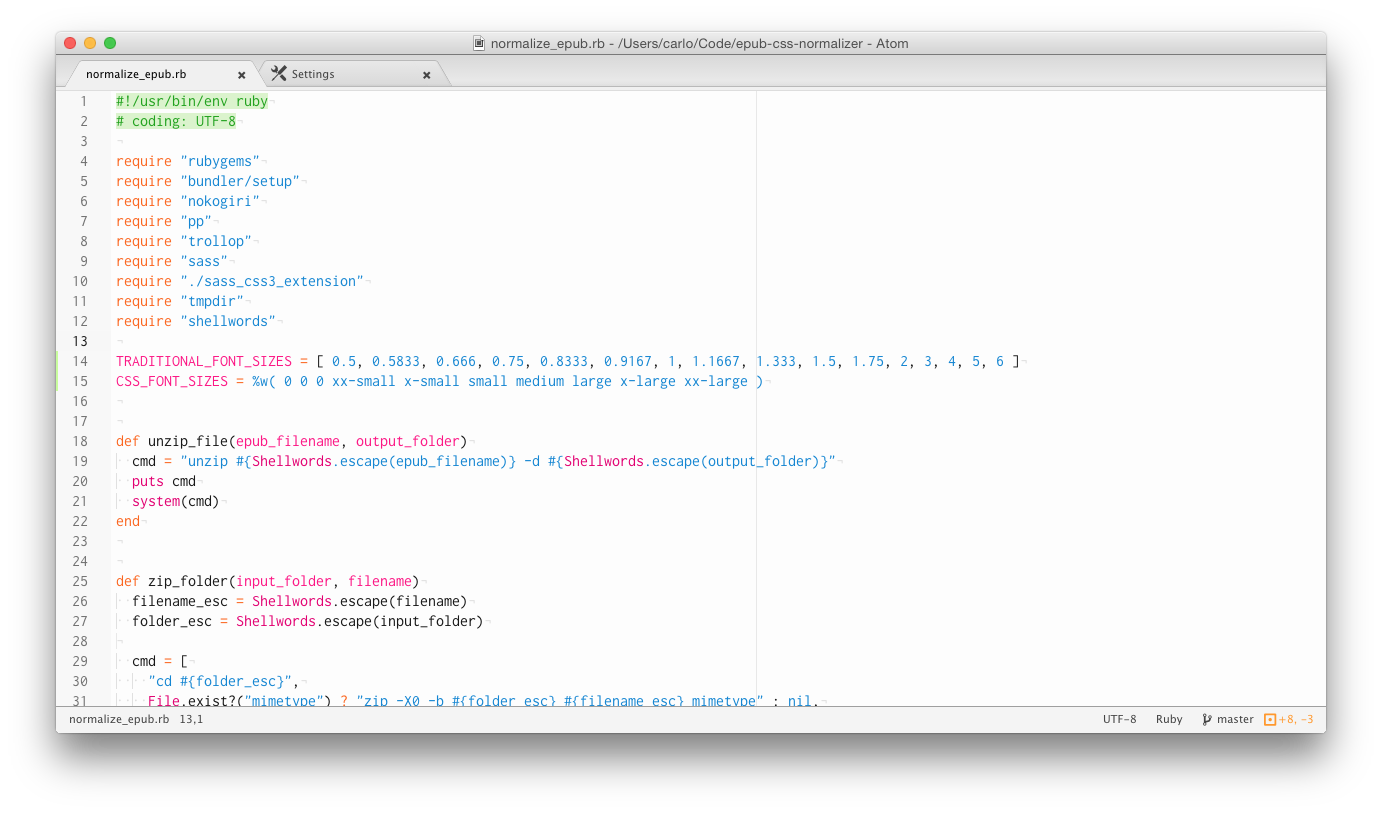 normalize_epub.rb - /Users/carlo/Code/epub-css-normalizer - Atom
normalize_epub.rb Settings
1 #!/usr/bin/env ruby
2 # coding: UTF-8
3
4 require "rubygems"
5 require "bundler/setup"
6 require "nokogiri"
7 require "pp"
8 require "trollop"
9 require "sass"
10 require "./sass_css3_extension"
11 require "tmpdir"
12 require "shellwords"
13
14 TRADITIONAL_FONT_SIZES = [ 0.5, 0.5833, 0.666, 0.75, 0.8333, 0.9167, 1, 1.1667, 1.333, 1.5, 1.75, 2, 3, 4, 5, 6 ]
15 CSS_FONT_SIZES = %w( 0 0 0 xx-small x-small small medium large x-large xx-large )
16
17
18 def unzip_file(epub_filename, output_folder)
19   cmd = "unzip #{Shellwords.escape(epub_filename)} -d #{Shellwords.escape(output_folder)}"
20   puts cmd
21   system(cmd)
22 end
23
24
25 def zip_folder(input_folder, filename)
26   filename_esc = Shellwords.escape(filename)
27   folder_esc = Shellwords.escape(input_folder)
28
29   cmd = [
30     "cd #{folder_esc}",
31     File.exist?("mimetype") ? "zip -X0 -b #{folder_esc} #{filename_esc} mimetype" : nil,
normalize_epub.rb 13,1 UTF-8 Ruby master +8, -3